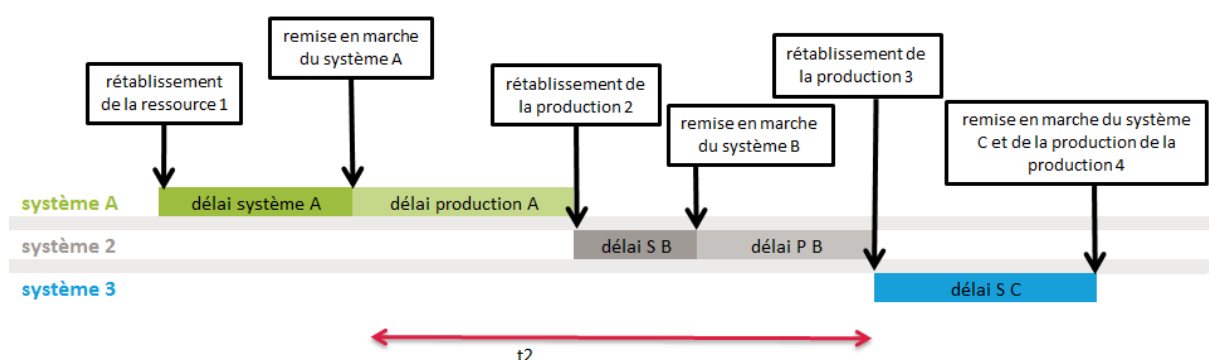 rétablissement
de la ressource 1
remise en marche
du système A
rétablissement de
la production 2
remise en marche
du système B
rétablissement de
la production 3
remise en marche du système
C et de la production de la
production 4
système A
délai système A
délai production A
système 2
délai S B
délai P B
système 3
délai S C
t2